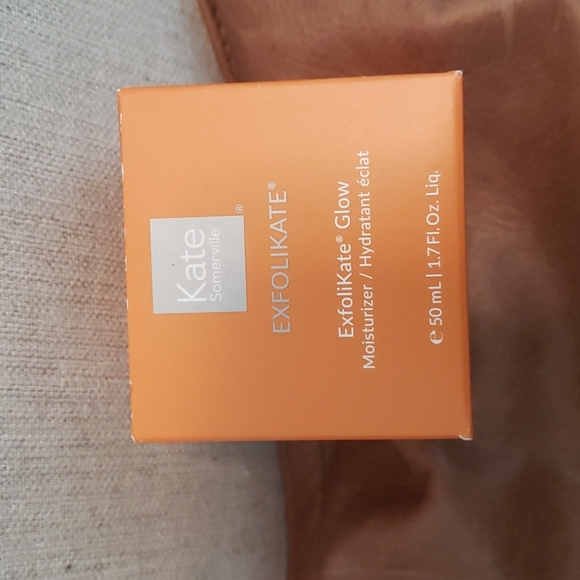 Kate
Somerville®
EXFOLIKATE®
ExfoliKate® Glow
Moisturizer / Hydratant éclat
℮ 50 mL | 1.7 Fl. Oz. Liq.